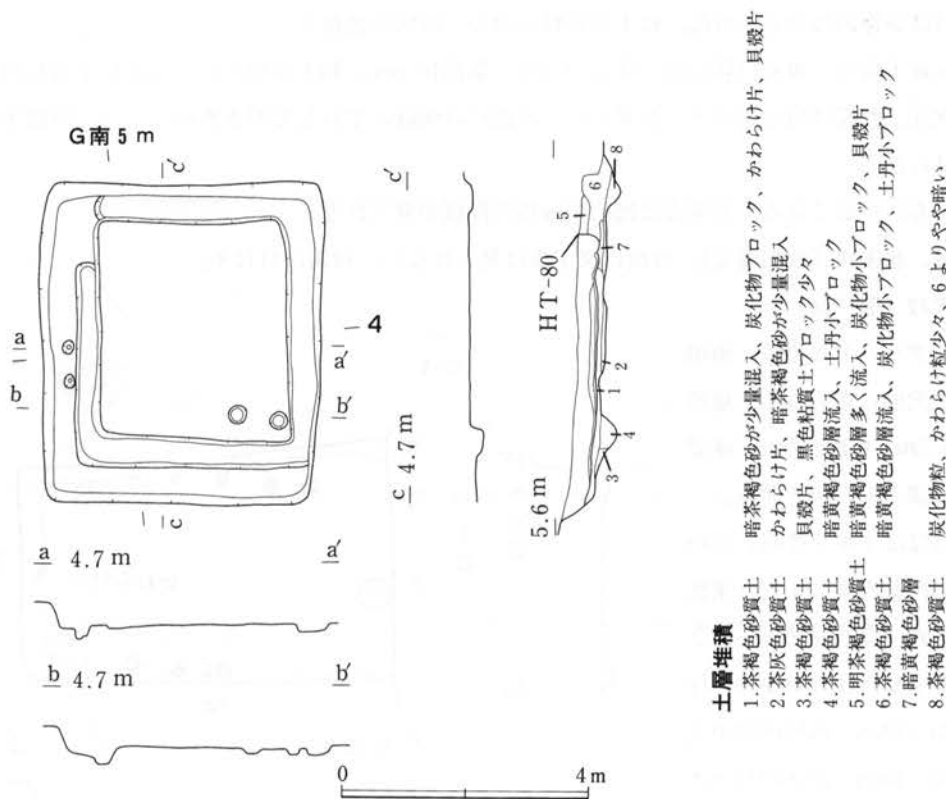 G南 5 m
c'
c'
4
a
a'
b
b'
c
c
4.7 m
a
4.7 m
a'
b
4.7 m
b'
0
4 m
HT-80
5.6 m
1
2
3
4
5
6
7
8
土層堆積
1. 茶褐色砂質土 暗茶褐色砂が少量混入、炭化物ブロック、かわらけ片、貝殻片
2. 茶灰色砂質土 かわらけ片、暗茶褐色砂が少量混入
3. 茶褐色砂質土 貝殻片、黒色粘質土ブロック少々
4. 茶褐色砂質土 暗黄褐色砂層流入、土丹小ブロック
5. 明茶褐色砂質土 暗黄褐色砂層多く流入、炭化物小ブロック、貝殻片
6. 茶褐色砂質土 暗黄褐色砂層流入、炭化物小ブロック、土丹小ブロック
7. 暗黄褐色砂層
8. 茶褐色砂質土 炭化物粒、かわらけ粒少々、6よりやや暗い